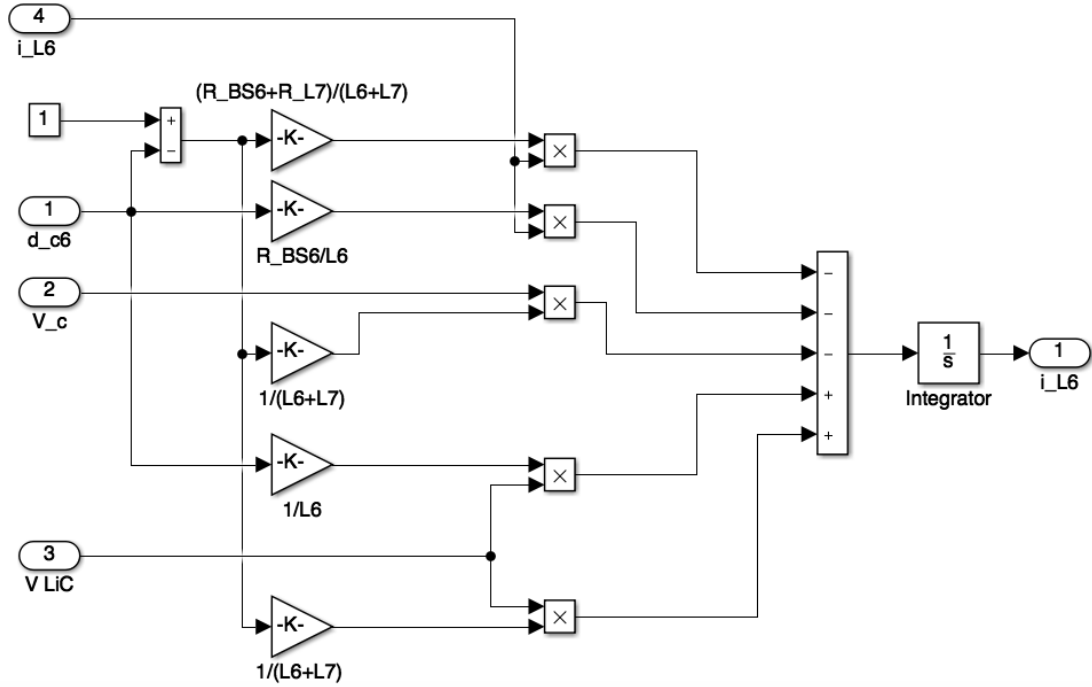 4
i_L6
(R_BS6+R_L7)/(L6+L7)
1
+
−
-K-
×
1
d_c6
-K-
R_BS6/L6
×
2
V_c
×
-K-
1/(L6+L7)
−
−
−
+
+
1
s
Integrator
1
i_L6
-K-
1/L6
×
3
V LiC
-K-
1/(L6+L7)
×